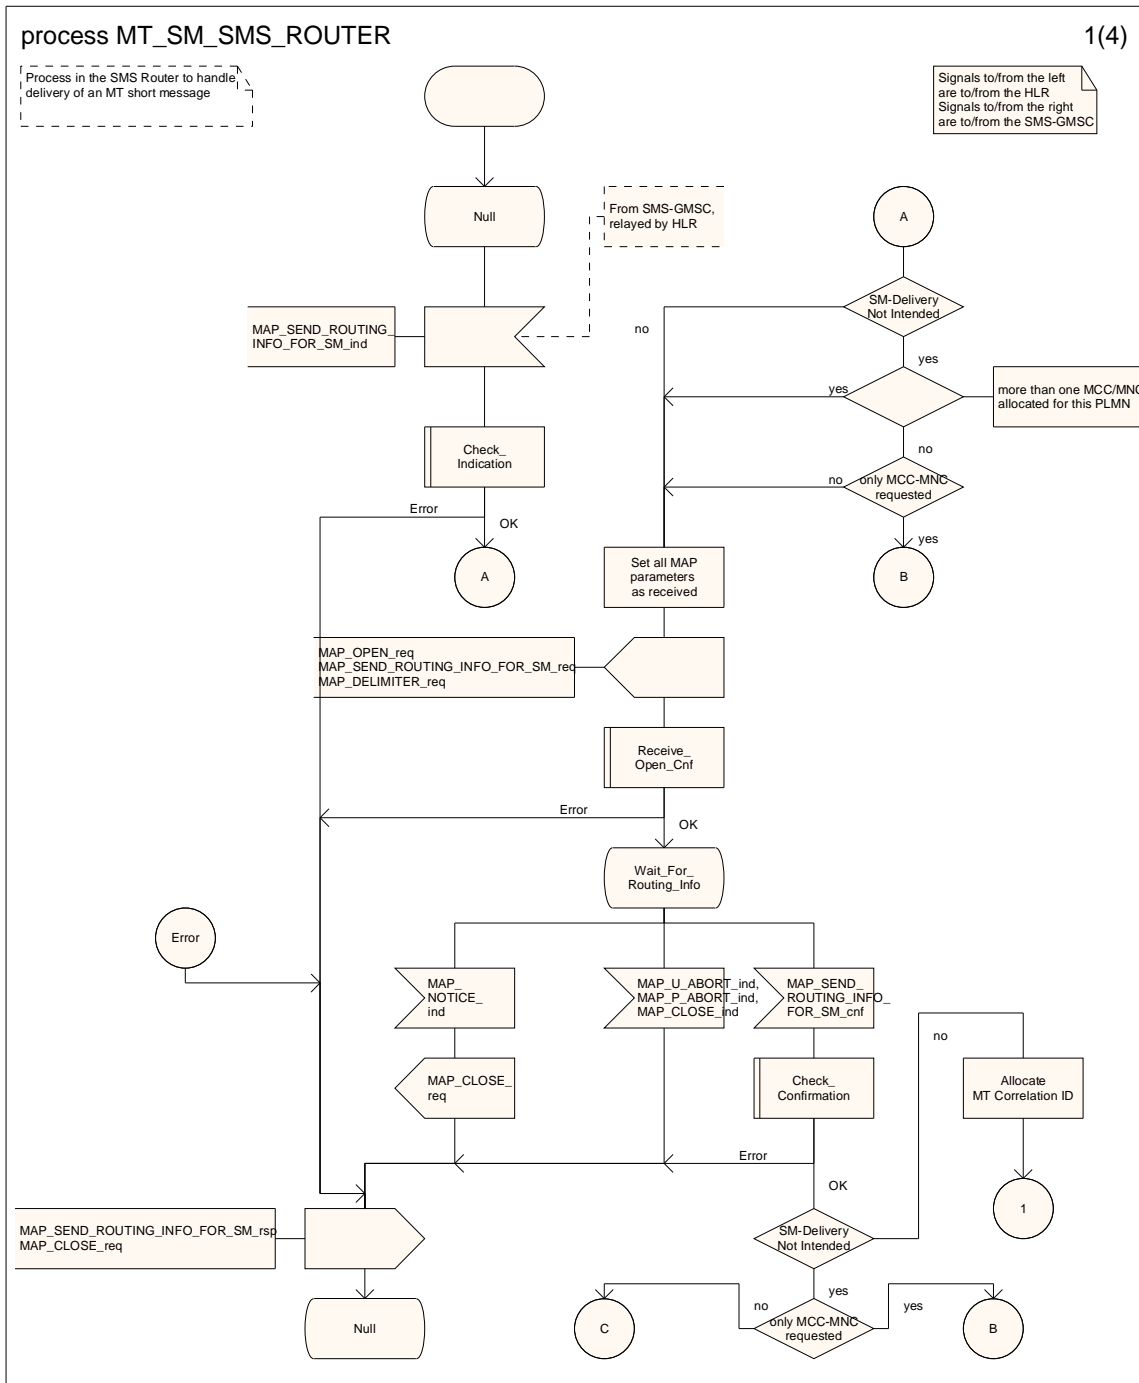 process MT_SM_SMS_ROUTER
1(4)
Process in the SMS Router to handle
delivery of an MT short message
Signals to/from the left
are to/from the HLR
Signals to/from the right
are to/from the SMS-GMSC
Null
From SMS-GMSC,
relayed by HLR
A
MAP_SEND_ROUTING_
INFO_FOR_SM_ind
SM-Delivery
Not Intended
no
yes
yes
more than one MCC/MNC
allocated for this PLMN
Check_
Indication
no
only MCC-MNC
requested
no
Error
OK
yes
A
Set all MAP
parameters
as received
B
MAP_OPEN_req
MAP_SEND_ROUTING_INFO_FOR_SM_req
MAP_DELIMITER_req
Receive_
Open_Cnf
Error
OK
Wait_For_
Routing_Info
Error
MAP_
NOTICE_
ind
MAP_U_ABORT_ind,
MAP_P_ABORT_ind,
MAP_CLOSE_ind
MAP_SEND_
ROUTING_INFO_
FOR_SM_cnf
no
MAP_CLOSE_
req
Check_
Confirmation
Allocate
MT Correlation ID
Error
OK
1
MAP_SEND_ROUTING_INFO_FOR_SM_rsp
MAP_CLOSE_req
SM-Delivery
Not Intended
yes
no
yes
Null
C
only MCC-MNC
requested
B